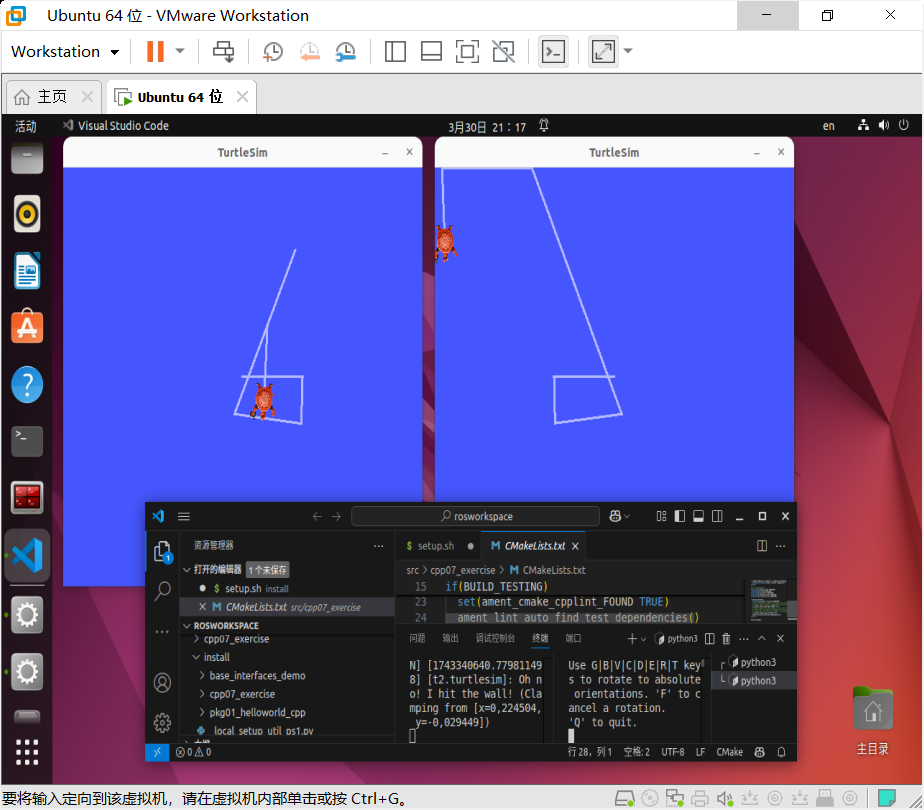 Ubuntu 64 位 - VMware Workstation
Workstation
主页
Ubuntu 64 位
活动
Visual Studio Code
3月30日 21：17
en
TurtleSim
TurtleSim
rosworkspace
资源管理器
打开的编辑器
1个未保存
setup.sh install
CMakeLists.txt src/cpp07_exercise
ROSWORKSPACE
cpp07_exercise
install
base_interfaces_demo
cpp07_exercise
pkg01_helloworld_cpp
_local_setup_util_ps1.py
setup.sh
CMakeLists.txt
src > cpp07_exercise > CMakeLists.txt
15 if(BUILD_TESTING)
23 set(ament_cmake_cpplint_FOUND TRUE)
24 ament_lint_auto_find_test_dependencies()
问题
输出
调试控制台
终端
端口
python3
N] [1743340640.77981149
8] [t2.turtlesim]: Oh n
o! I hit the wall! (Cla
mping from [x=0,224504,
y=-0,029449])
Use G|B|V|C|D|E|R|T key
s to rotate to absolute
orientations. 'F' to c
ancel a rotation.
'Q' to quit.
python3
python3
0 0
行 28，列 1
空格: 2
UTF-8
LF
CMake
主目录
要将输入定向到该虚拟机，请在虚拟机内部单击或按 Ctrl+G。